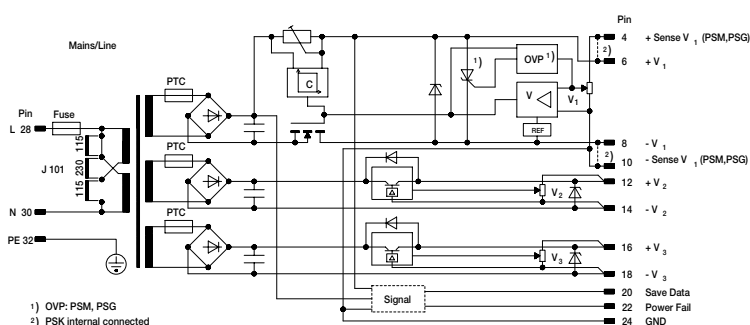 Pin
4 + Sense V 1 (PSM,PSG)
2)
6 + V 1
Mains/Line
PTC
C
OVP 1)
1)
V
V 1
REF
Pin
L 28
Fuse
115
J 101
230
115
8 - V 1
2)
10 - Sense V 1 (PSM,PSG)
PTC
12 + V 2
V 2
14 - V 2
N 30
PTC
PE 32
16 + V 3
V 3
18 - V 3
Signal
20 Save Data
22 Power Fail
24 GND
1) OVP: PSM, PSG
2) PSK internal connected